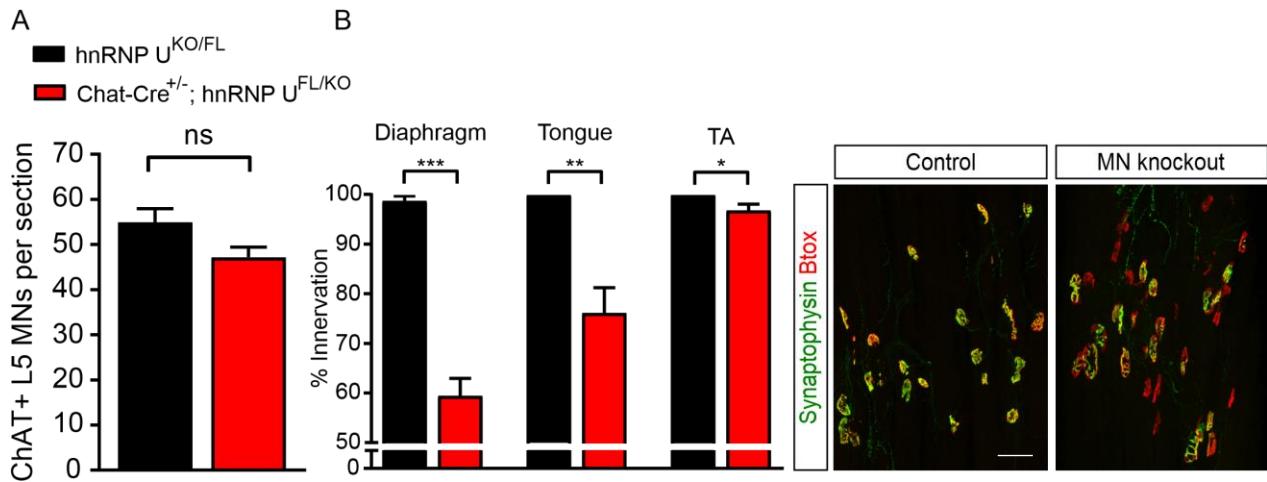 A
B
hnRNP U^KO/FL
Chat-Cre^+/-; hnRNP U^FL/KO
ChAT+ L5 MNs per section
70
60
50
40
30
20
10
0
ns
% Innervation
100
90
80
70
60
50
0
Diaphragm
***
Tongue
**
TA
*
Control
MN knockout
Synaptophysin Btox